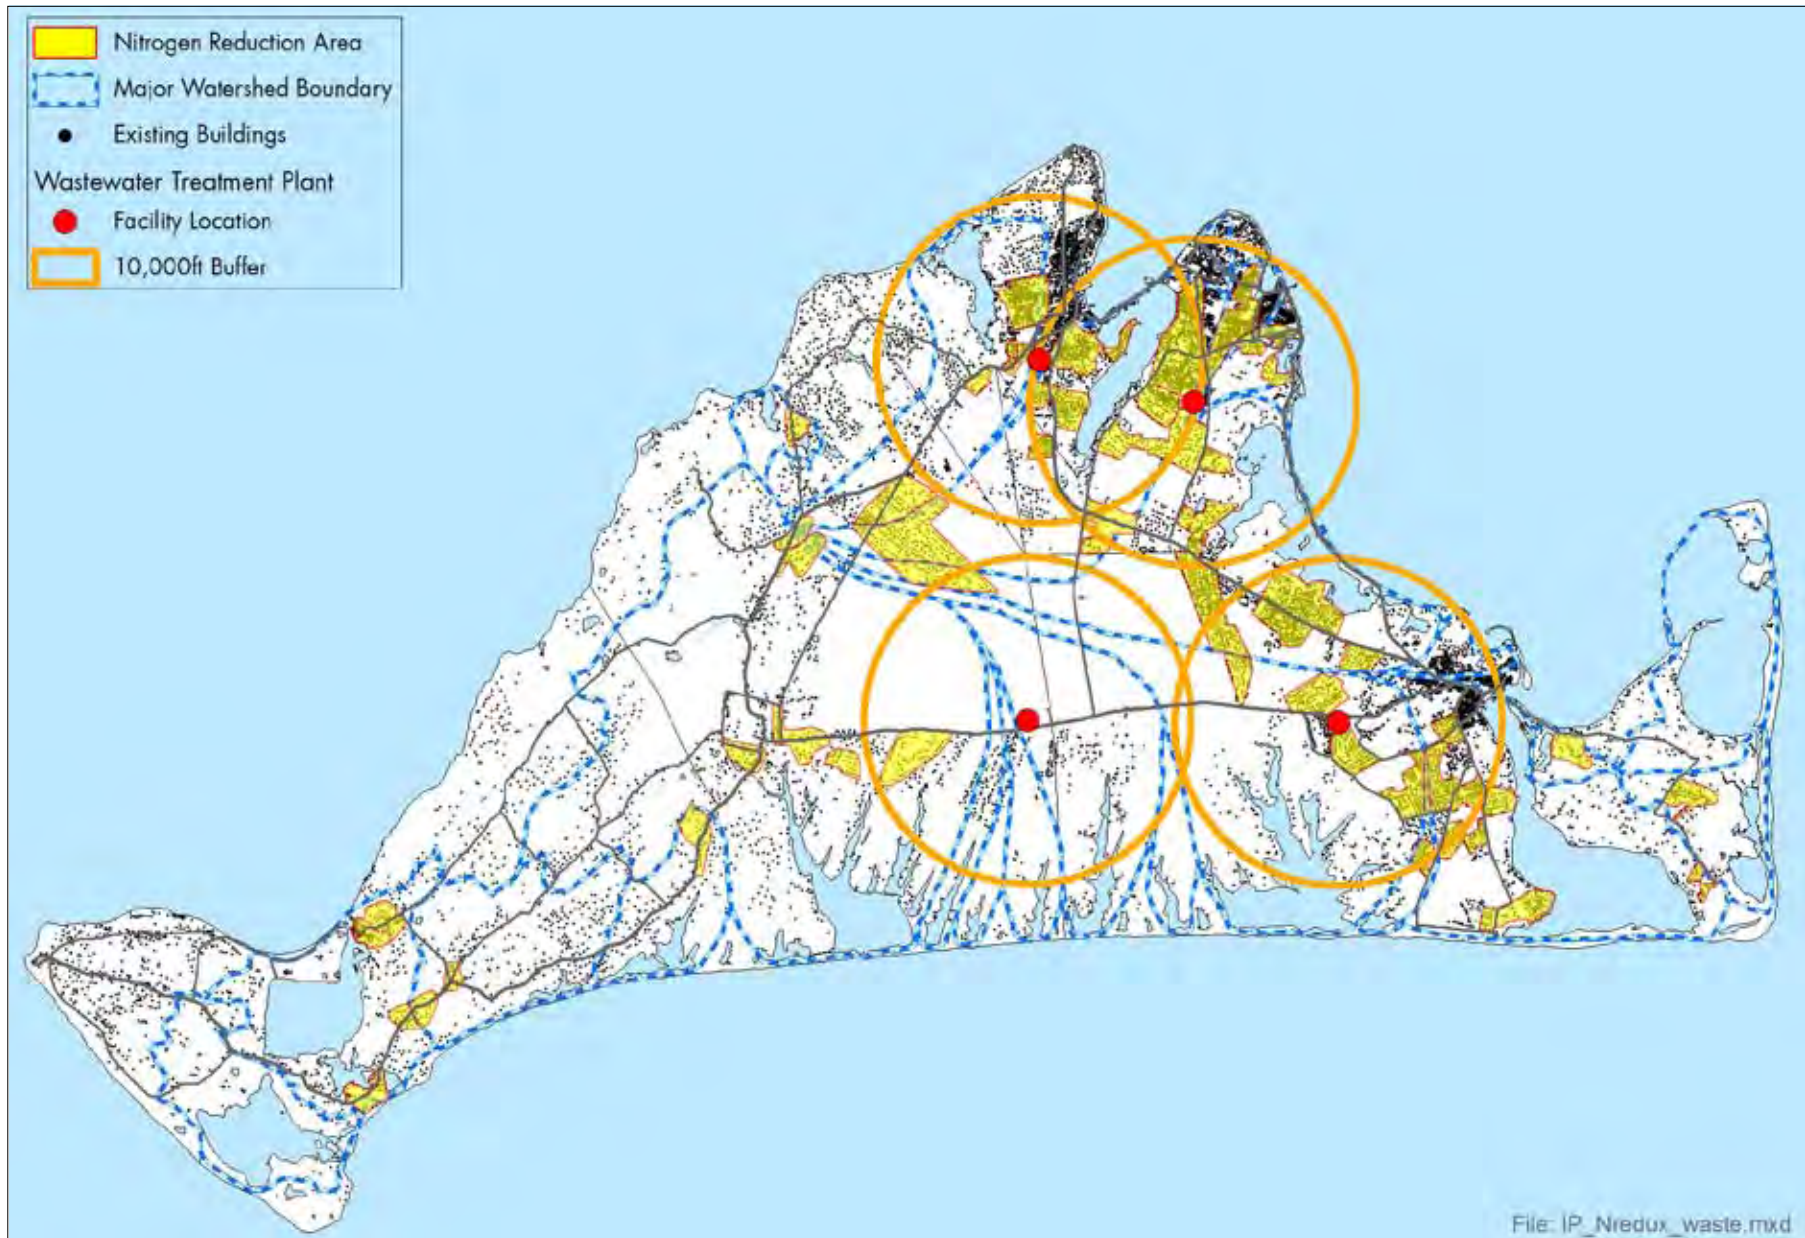 Nitrogen Reduction Area
Major Watershed Boundary
Existing Buildings
Wastewater Treatment Plant
Facility Location
10,000ft Buffer
File: IP_Nredux_waste.mxd